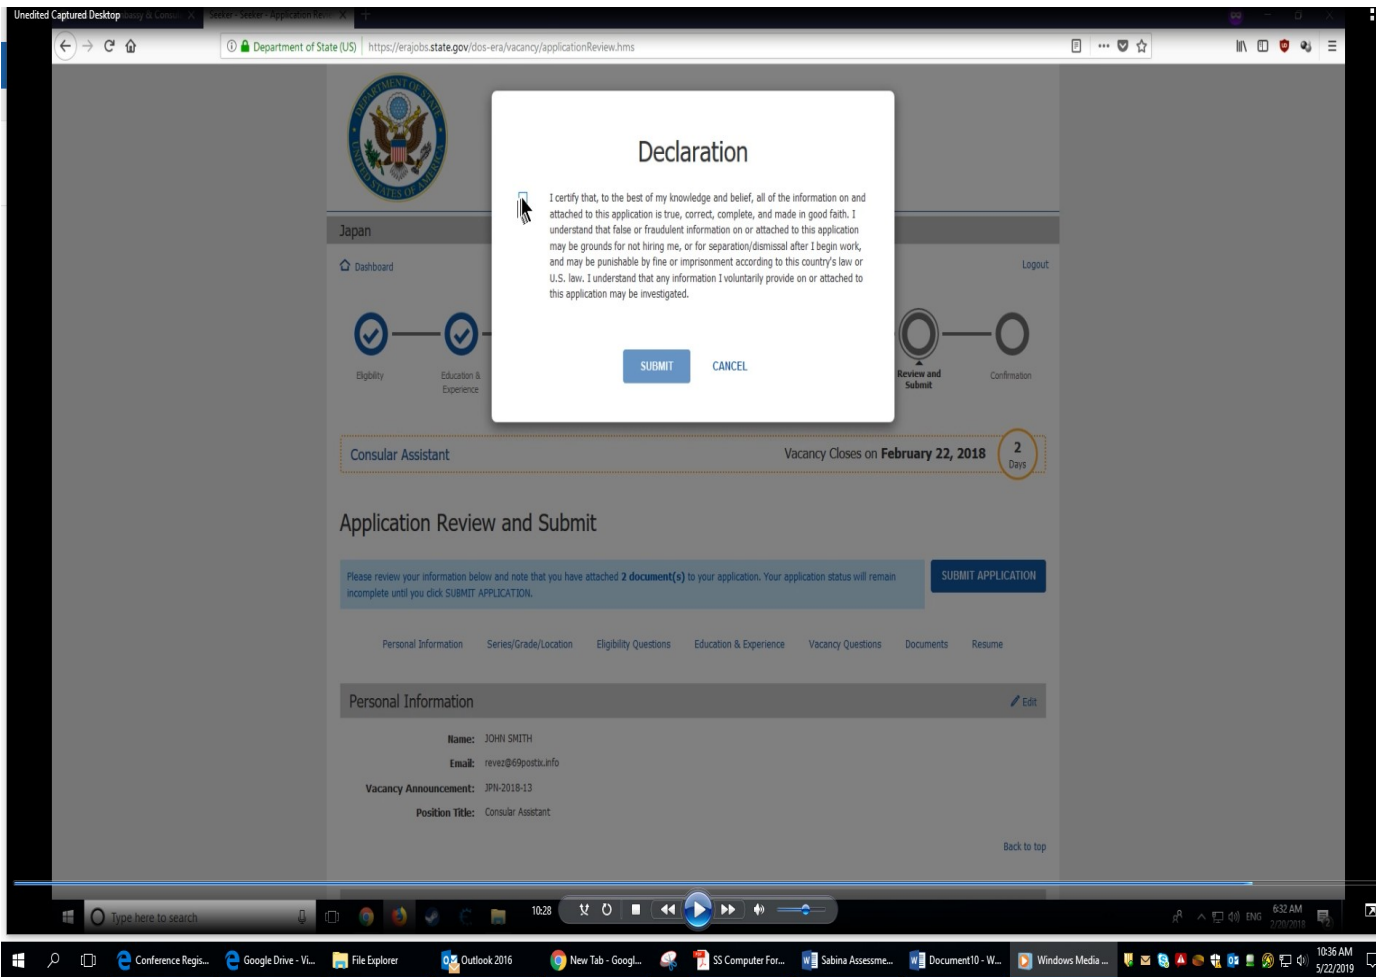 Unedited Captured Desktop
Seeker - Seeker - Application Rev
Department of State (US) https://erajobs.state.gov/dos-era/vacancy/applicationReview.hms
DEPARTMENT OF STATE
UNITED STATES OF AMERICA
Declaration
I certify that, to the best of my knowledge and belief, all of the information on and
attached to this application is true, correct, complete, and made in good faith. I
understand that false or fraudulent information on or attached to this application
may be grounds for not hiring me, or for separation/dismissal after I begin work,
and may be punishable by fine or imprisonment according to this country's law or
U.S. law. I understand that any information I voluntarily provide on or attached to
this application may be investigated.
SUBMIT CANCEL
Japan
Dashboard Logout
Eligibility
Education &
Experience
Review and
Submit
Confirmation
Consular Assistant Vacancy Closes on February 22, 2018 2
Days
Application Review and Submit
Please review your information below and note that you have attached 2 document(s) to your application. Your application status will remain
incomplete until you click SUBMIT APPLICATION.
SUBMIT APPLICATION
Personal Information Series/Grade/Location Eligibility Questions Education & Experience Vacancy Questions Documents Resume
Personal Information Edit
Name: JOHN SMITH
Email: revez@69postix.info
Vacancy Announcement: JPN-2018-13
Position Title: Consular Assistant
Back to top
Type here to search 10:28 ENG 6:32 AM
2/20/2018
Conference Regis... Google Drive - Vi... File Explorer Outlook 2016 New Tab - Googl... SS Computer For... Sabina Assessme... Document10 - W... Windows Media ... 10:36 AM
5/22/2019